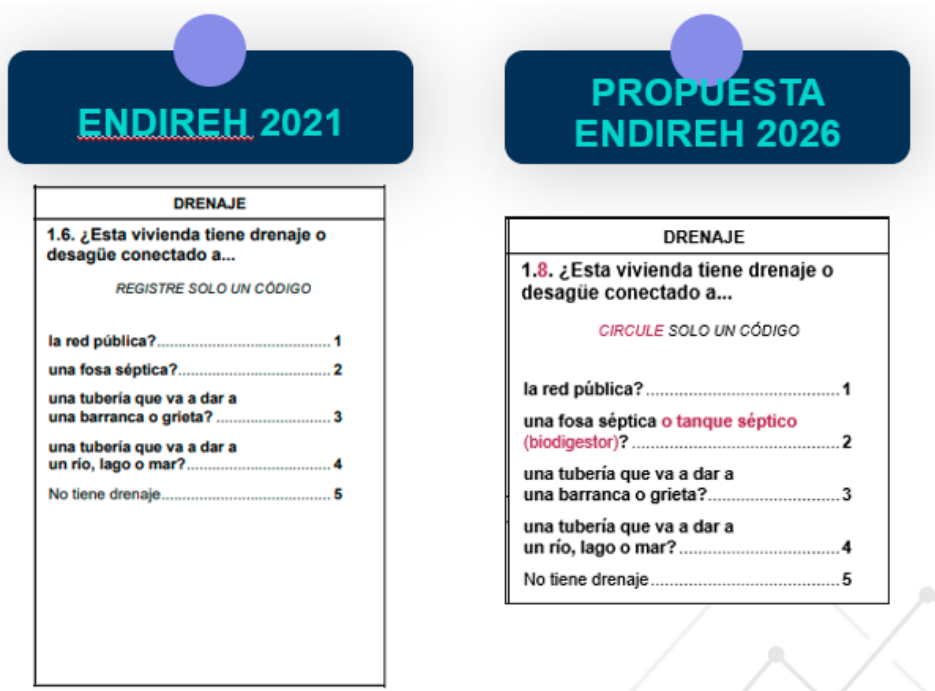 ENDIREH 2021
DRENAJE
1.6. ¿Esta vivienda tiene drenaje o
desagüe conectado a...
REGISTRE SOLO UN CÓDIGO
la red pública?.......................................... 1
una fosa séptica?..................................... 2
una tubería que va a dar a
una barranca o grieta? ............................ 3
una tubería que va a dar a
un río, lago o mar?................................... 4
No tiene drenaje......................................... 5
PROPUESTA
ENDIREH 2026
DRENAJE
1.8. ¿Esta vivienda tiene drenaje o
desagüe conectado a...
CIRCULE SOLO UN CÓDIGO
la red pública?.......................................1
una fosa séptica o tanque séptico
(biodigestor)? .........................................2
una tubería que va a dar a
una barranca o grieta?..........................3
una tubería que va a dar a
un río, lago o mar? ................................4
No tiene drenaje......................................5